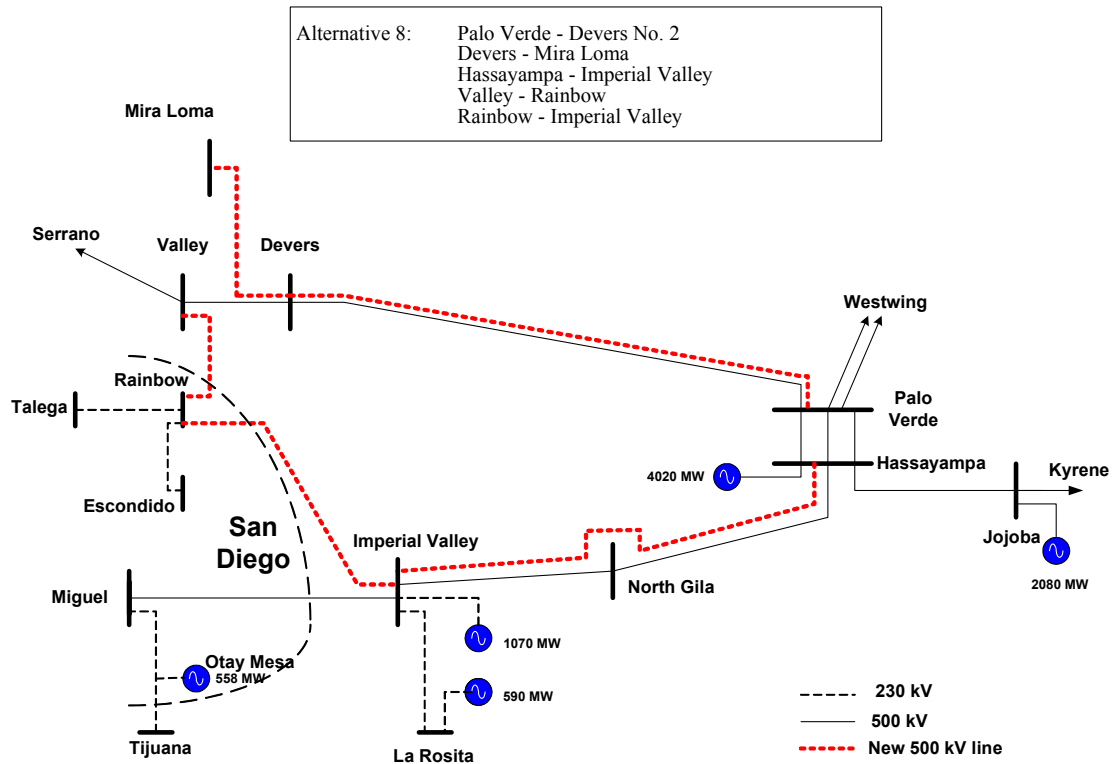 Alternative 8: Palo Verde - Devers No. 2
Devers - Mira Loma
Hassayampa - Imperial Valley
Valley - Rainbow
Rainbow - Imperial Valley
Mira Loma
Serrano
Valley
Devers
Westwing
Rainbow
Talega
Palo
Verde
Hassayampa
4020 MW
Kyrene
Escondido
San
Diego
Imperial Valley
Jojoba
North Gila
2080 MW
Miguel
1070 MW
Otay Mesa
558 MW
590 MW
230 kV
500 kV
Tijuana
La Rosita
New 500 kV line